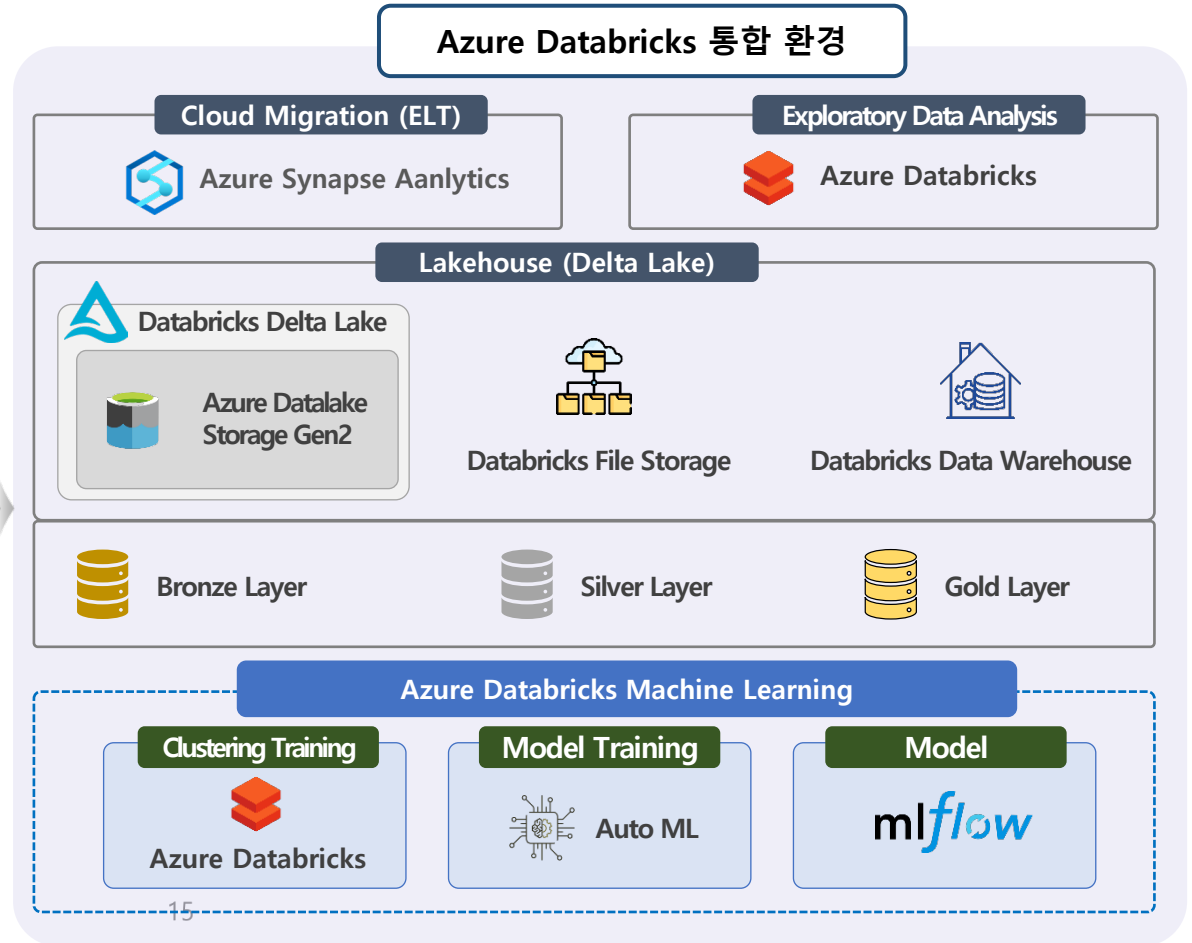 Azure Databricks 통합 환경
Cloud Migration (ELT)
Azure Synapse Aanlytics
Exploratory Data Analysis
Azure Databricks
Lakehouse (Delta Lake)
Databricks Delta Lake
Azure Datalake
Storage Gen2
Databricks File Storage
Databricks Data Warehouse
Bronze Layer
Silver Layer
Gold Layer
Azure Databricks Machine Learning
Clustering Training
Azure Databricks
Model Training
Auto ML
Model
mlflow
15